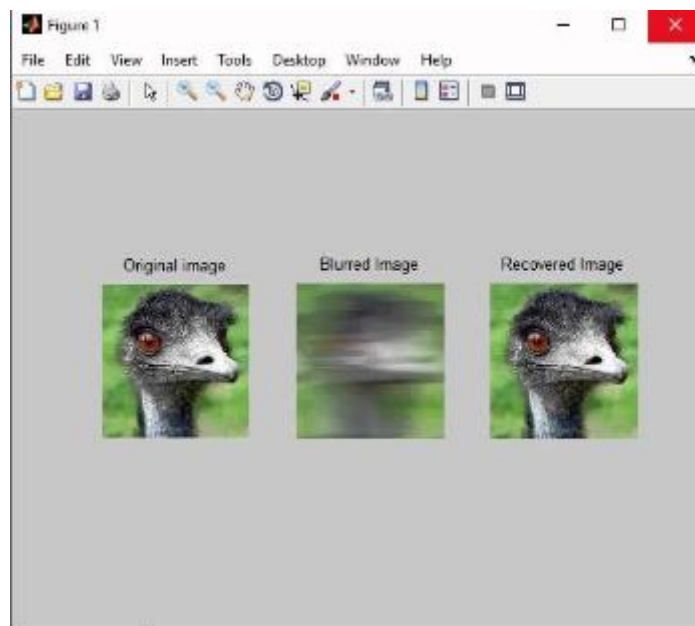 Figure 1
File Edit View Insert Tools Desktop Window Help
Original image Blurred Image Recovered Image